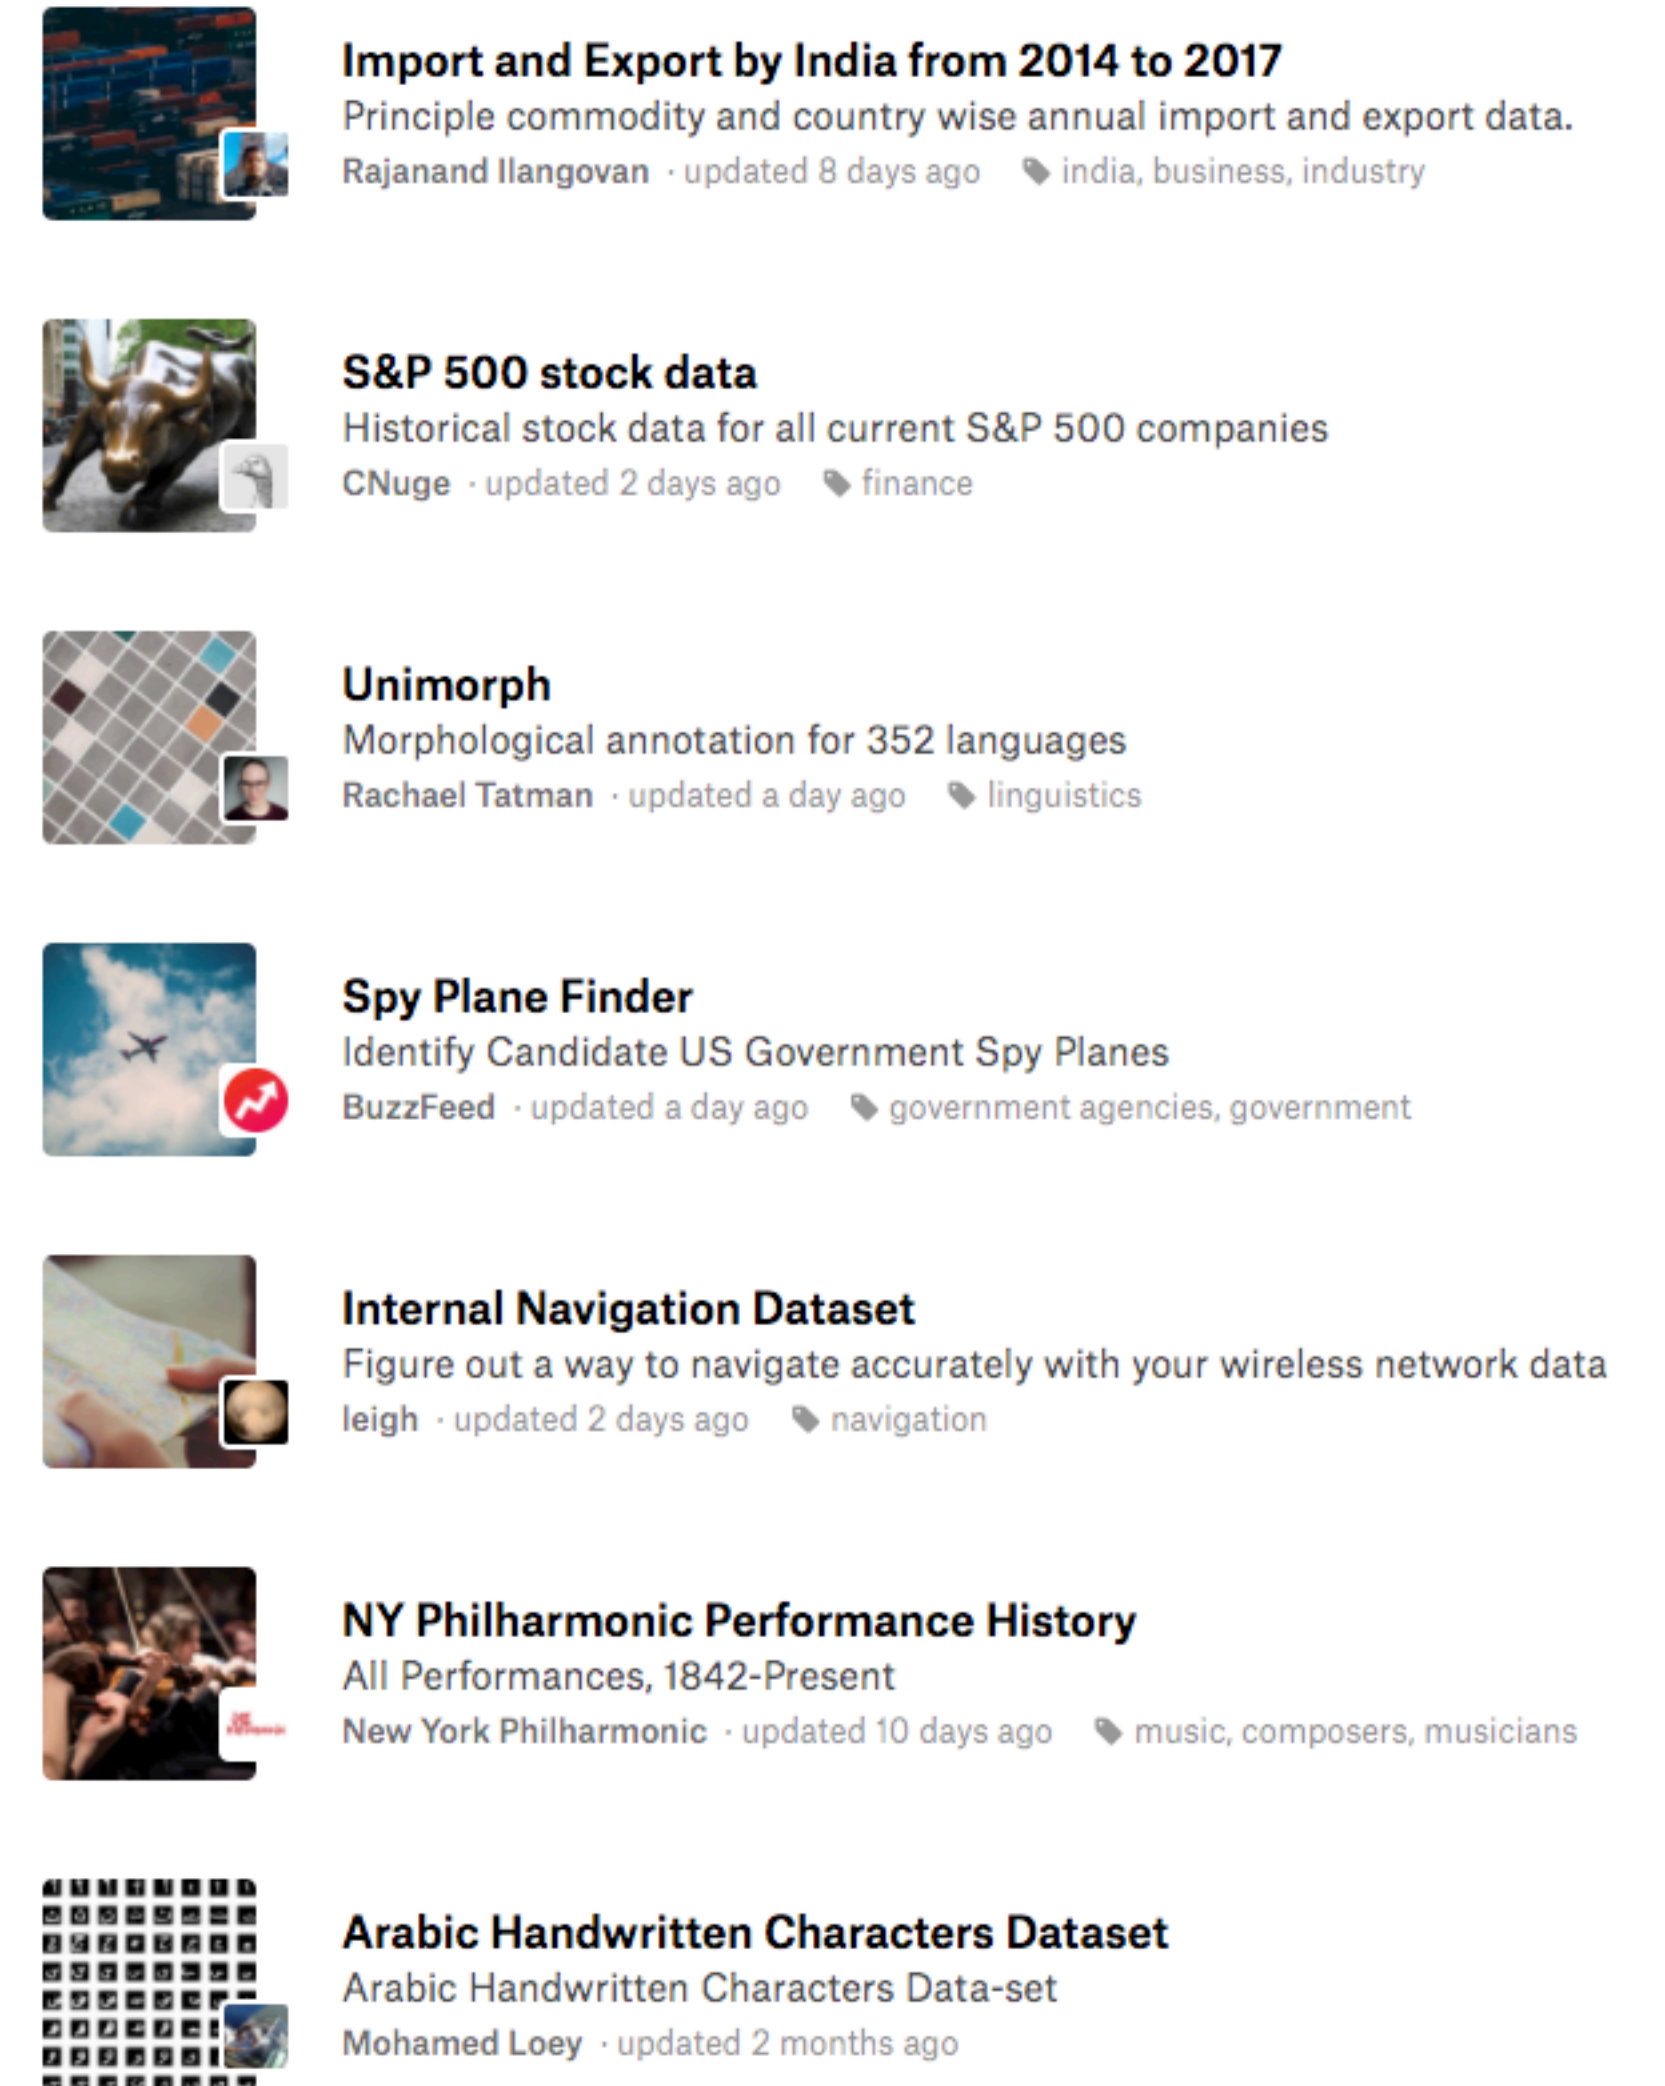 Import and Export by India from 2014 to 2017
Principle commodity and country wise annual import and export data.
Rajanand Ilangovan · updated 8 days ago india, business, industry
S&P 500 stock data
Historical stock data for all current S&P 500 companies
CNuge · updated 2 days ago finance
Unimorph
Morphological annotation for 352 languages
Rachael Tatman · updated a day ago linguistics
Spy Plane Finder
Identify Candidate US Government Spy Planes
BuzzFeed · updated a day ago government agencies, government
Internal Navigation Dataset
Figure out a way to navigate accurately with your wireless network data
leigh · updated 2 days ago navigation
NY Philharmonic Performance History
All Performances, 1842-Present
New York Philharmonic · updated 10 days ago music, composers, musicians
Arabic Handwritten Characters Dataset
Arabic Handwritten Characters Data-set
Mohamed Loey · updated 2 months ago